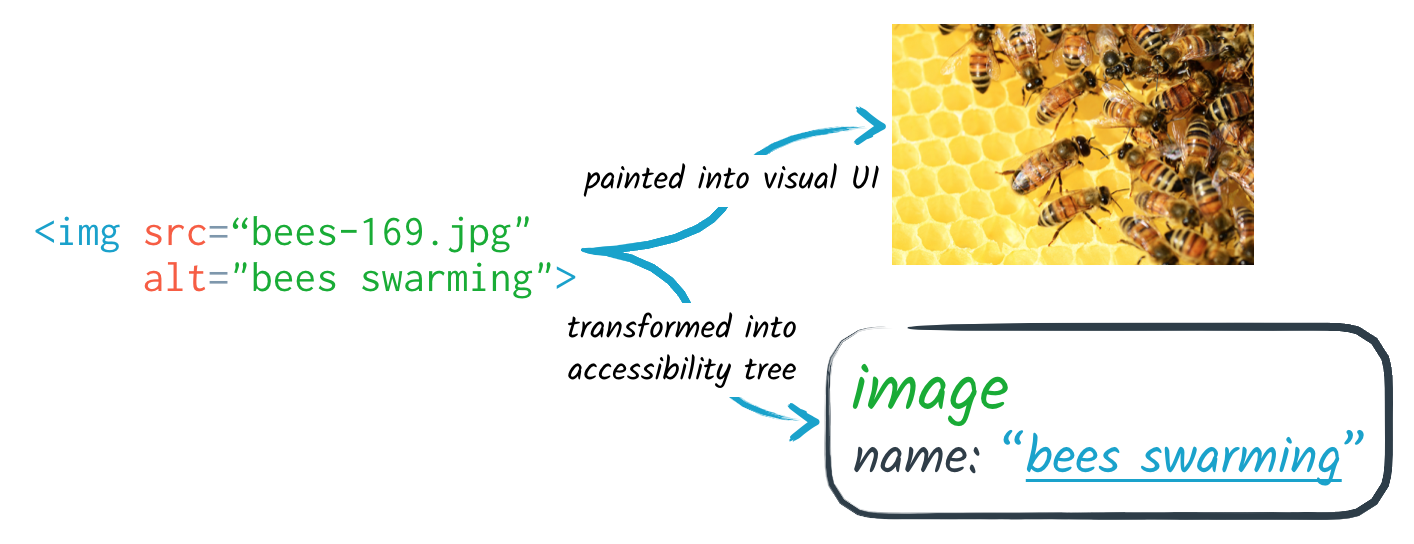 <img src=“bees-169.jpg"
alt="bees swarming">
painted into visual UI
transformed into
accessibility tree
image
name: “bees swarming”